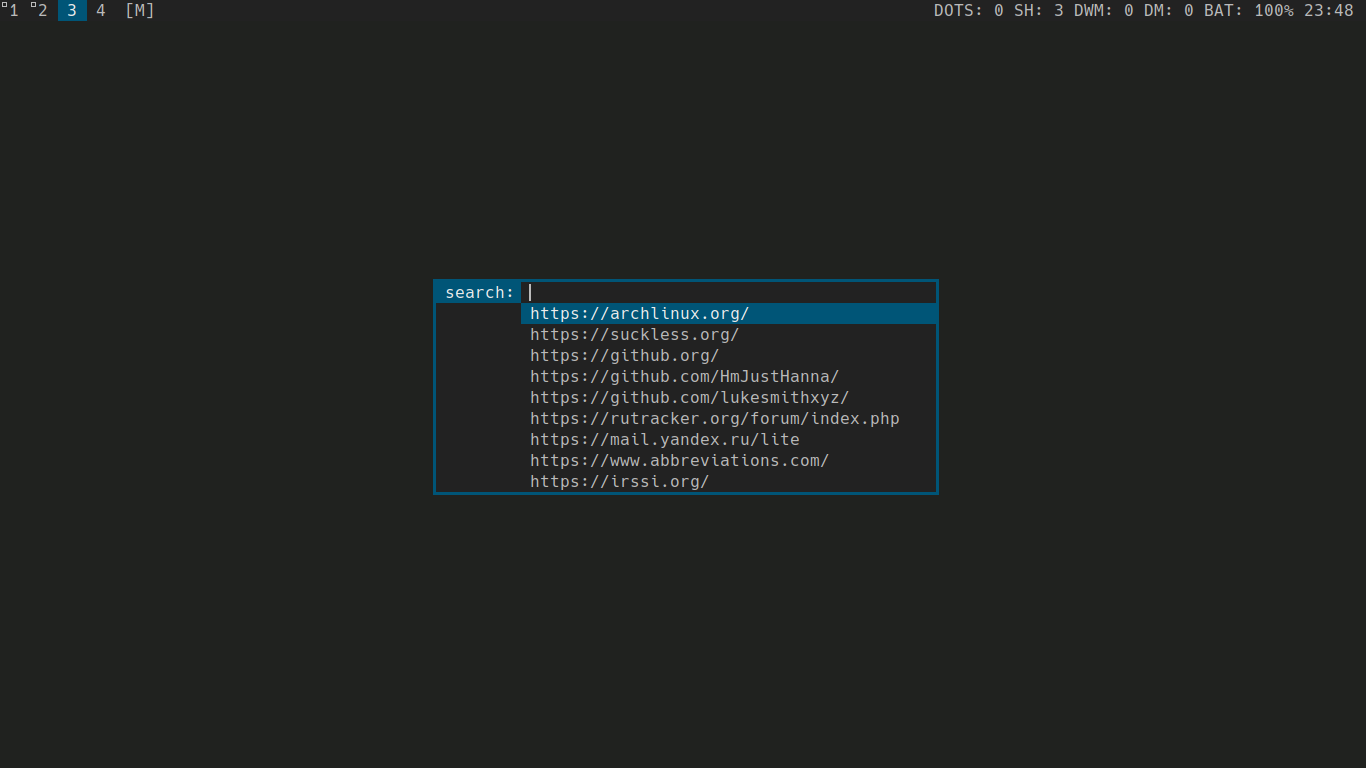 1 2 3 4 [M] DOTS: 0 SH: 3 DWM: 0 DM: 0 BAT: 100% 23:48
search:
https://archlinux.org/
https://suckless.org/
https://github.org/
https://github.com/HmJustHanna/
https://github.com/lukesmithxyz/
https://rutracker.org/forum/index.php
https://mail.yandex.ru/lite
https://www.abbreviations.com/
https://irssi.org/